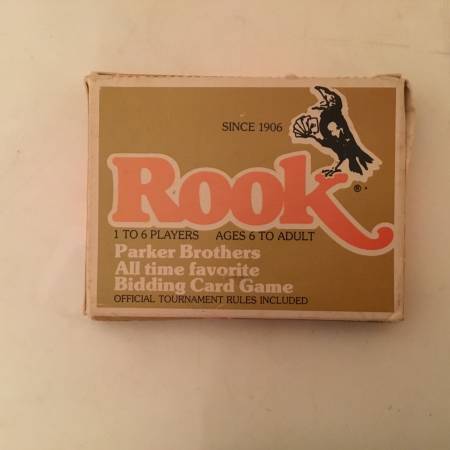 SINCE 1906
Rook®
1 TO 6 PLAYERS AGES 6 TO ADULT
Parker Brothers
All time favorite
Bidding Card Game
OFFICIAL TOURNAMENT RULES INCLUDED